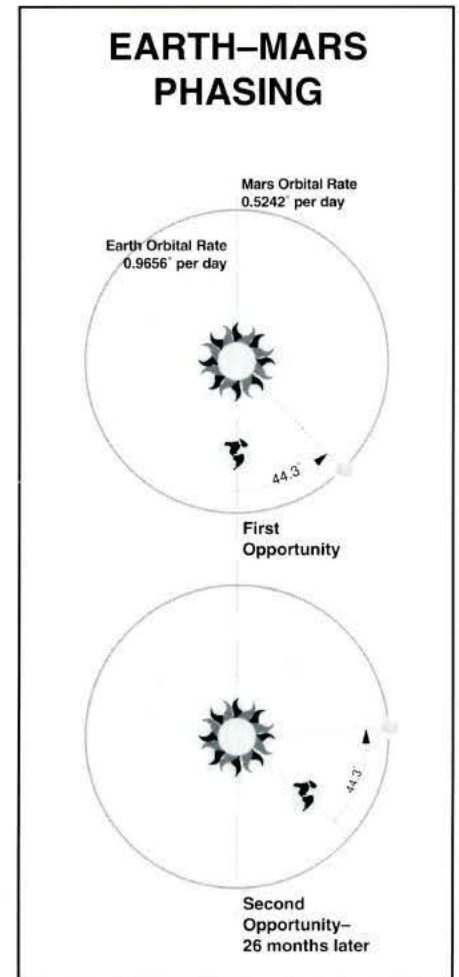 EARTH–MARS
PHASING
Mars Orbital Rate
0.5242° per day
Earth Orbital Rate
0.9656° per day
44.3°
First
Opportunity
44.3°
Second
Opportunity–
26 months later